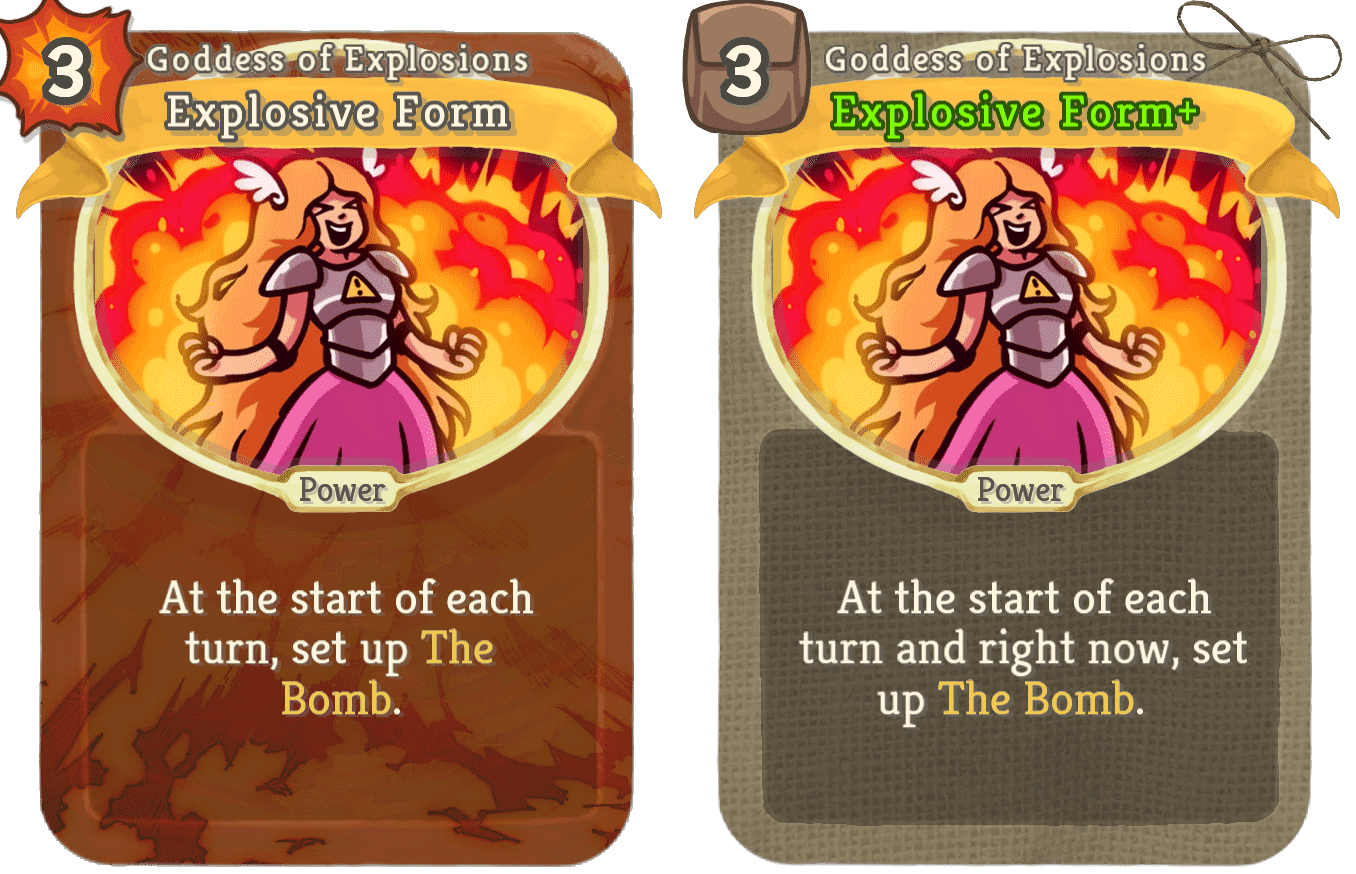 3
Goddess of Explosions
Explosive Form
Power
At the start of each
turn, set up The
Bomb.
3
Goddess of Explosions
Explosive Form+
Power
At the start of each
turn and right now, set
up The Bomb.